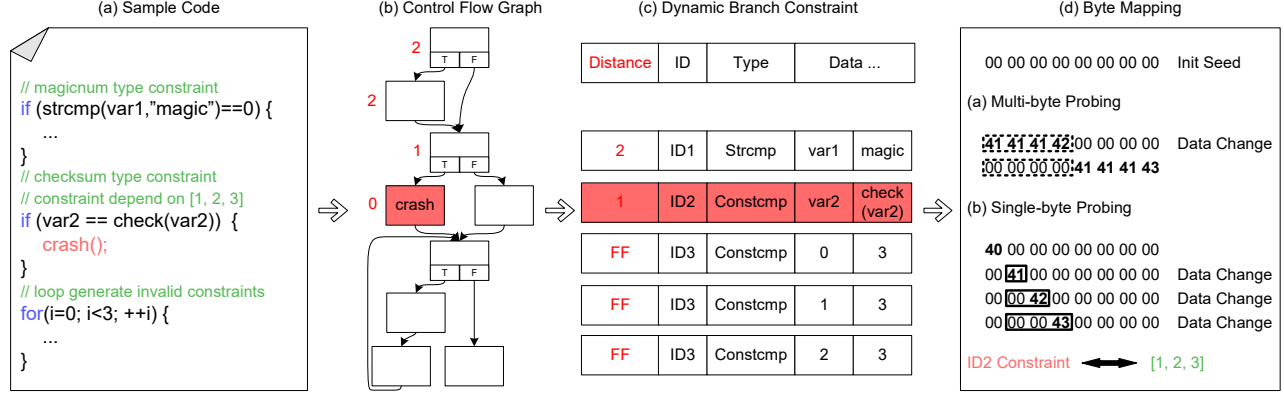 (a) Sample Code
// magicnum type constraint
if (strcmp(var1,"magic")==0) {
...
}
// checksum type constraint
// constraint depend on [1, 2, 3]
if (var2 == check(var2)) {
crash();
}
// loop generate invalid constraints
for(i=0; i<3; ++i) {
...
}
(b) Control Flow Graph
2
T F
2
1
T F
0 crash
T F
(c) Dynamic Branch Constraint
Distance ID Type Data ...
2 ID1 Strcmp var1 magic
1 ID2 Constcmp var2 check
(var2)
FF ID3 Constcmp 0 3
FF ID3 Constcmp 1 3
FF ID3 Constcmp 2 3
(d) Byte Mapping
00 00 00 00 00 00 00 00 Init Seed
(a) Multi-byte Probing
41 41 41 42 00 00 00 00 Data Change
00 00 00 00 41 41 41 43
(b) Single-byte Probing
40 00 00 00 00 00 00 00
00 41 00 00 00 00 00 00 Data Change
00 00 42 00 00 00 00 00 Data Change
00 00 00 43 00 00 00 00 Data Change
ID2 Constraint [1, 2, 3]